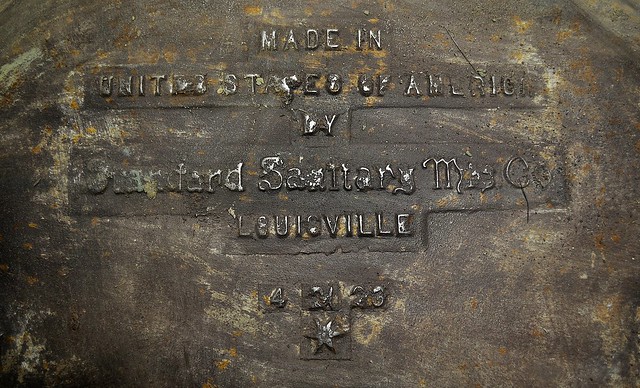 MADE IN
UNITED STATES OF AMERICA
BY
Standard Sanitary Mfg Co
LOUISVILLE
4 23